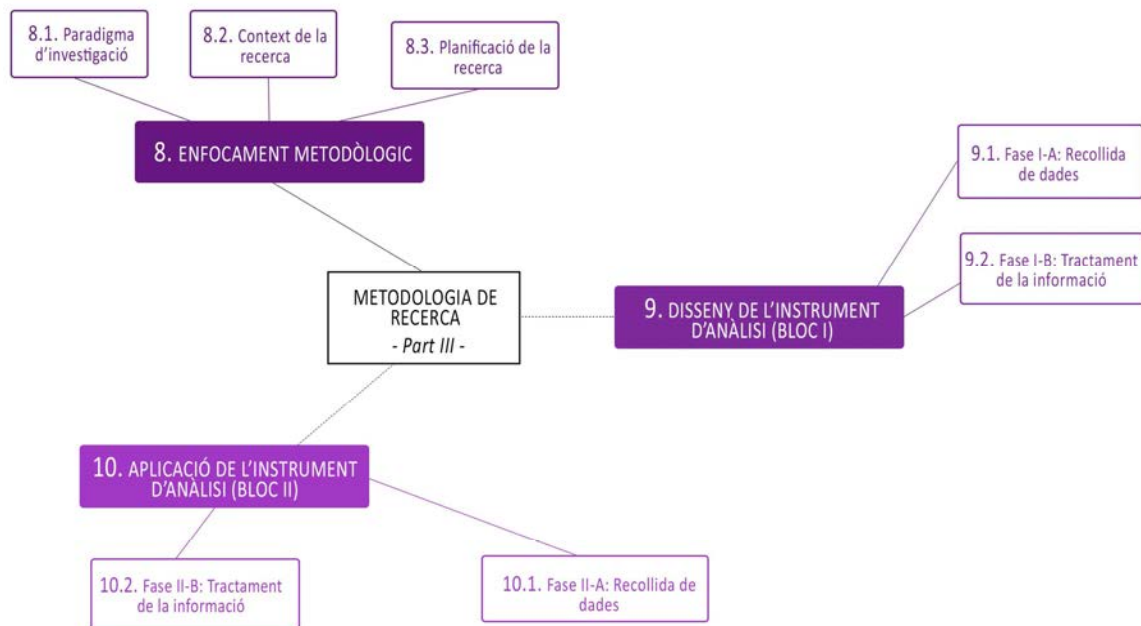 8.1. Paradigma
d'investigació
8.2. Context de la
recerca
8.3. Planificació de la
recerca
8. ENFOCAMENT METODÒLOGIC
9.1. Fase I-A: Recollida
de dades
9.2. Fase I-B: Tractament
de la informació
METODOLOGIA DE
RECERCA
- Part III -
9. DISSENY DE L'INSTRUMENT
D'ANÀLISI (BLOC I)
10. APLICACIÓ DE L'INSTRUMENT
D'ANÀLISI (BLOC II)
10.2. Fase II-B: Tractament
de la informació
10.1. Fase II-A: Recollida de
dades